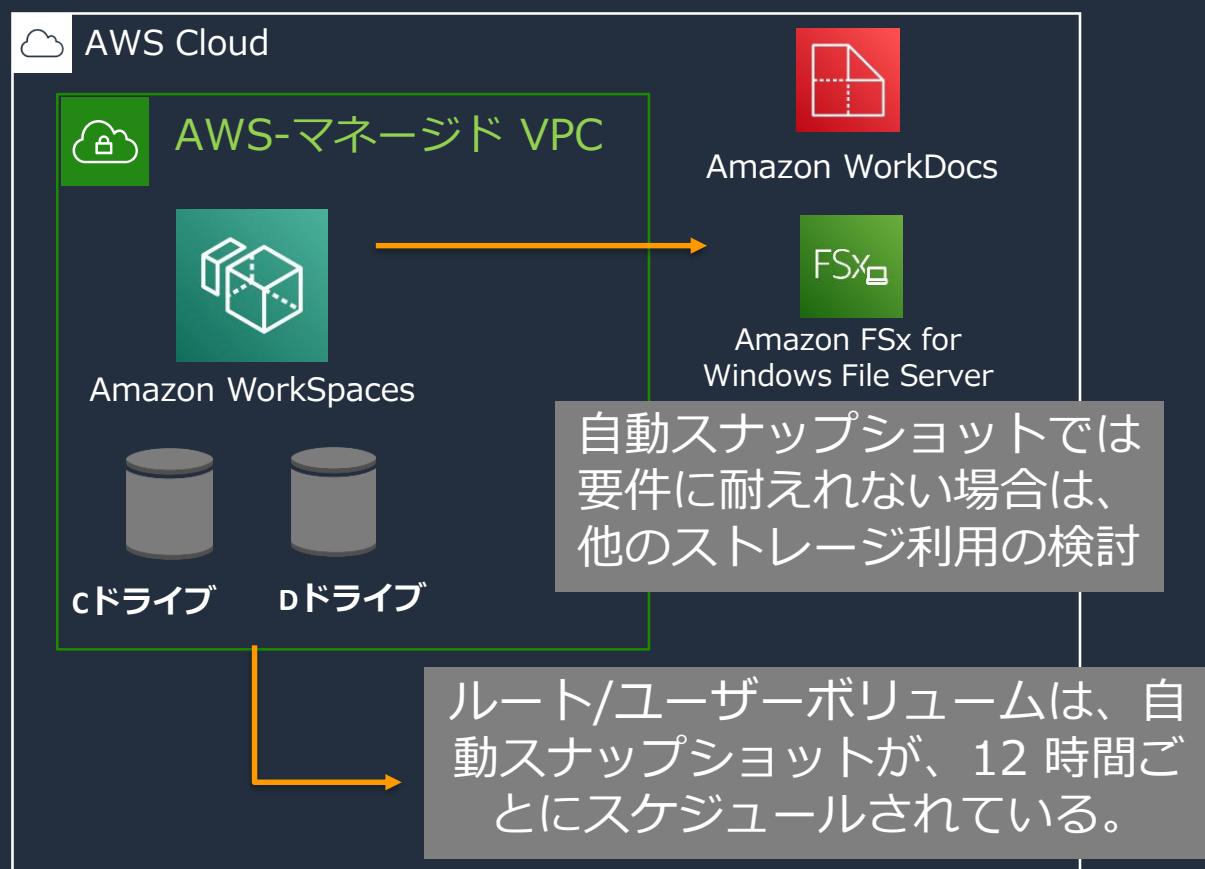 AWS Cloud
AWS-マネージド VPC
Amazon WorkDocs
FSx
Amazon FSx for
Windows File Server
Amazon WorkSpaces
自動スナップショットでは
要件に耐えれない場合は、
他のストレージ利用の検討
Cドライブ
Dドライブ
ルート/ユーザーボリュームは、自
動スナップショットが、12 時間ご
とにスケジュールされている。